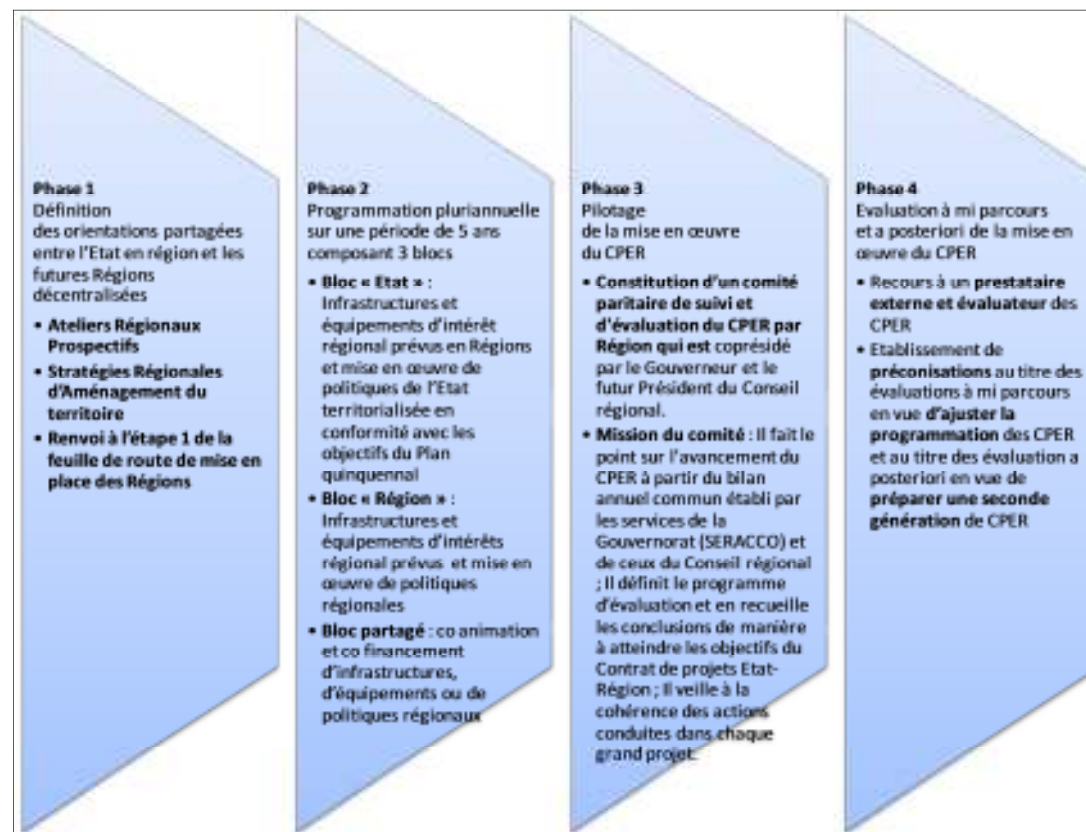 Phase 1
Définition
des orientations partagées
entre l'Etat en région et les
futures Régions
décentralisées
• Ateliers Régionaux
Prospectifs
• Stratégies Régionales
d'Aménagement du
territoire
• Renvoi à l'étape 1 de la
feuille de route de mise en
place des Régions
Phase 2
Programmation pluriannuelle
sur une période de 5 ans
composant 3 blocs
• Bloc « Etat » :
Infrastructures et
équipements d'intérêt
régional prévus en Régions
et mise en œuvre de
politiques de l'Etat
territorialisée en
conformité avec les
objectifs du Plan
quinquennal
• Bloc « Région » :
Infrastructures et
équipements d'intérêts
régional prévus et mise en
œuvre de politiques
régionales
• Bloc partagé : co animation
et co financement
d'infrastructures,
d'équipements ou de
politiques régionaux
Phase 3
Pilotage
de la mise en œuvre
du CPER
• Constitution d'un comité
paritaire de suivi et
d'évaluation du CPER par
Région qui est coprésidé
par le Gouverneur et le
futur Président du Conseil
régional.
• Mission du comité : Il fait le
point sur l'avancement du
CPER à partir du bilan
annuel commun établi par
les services de la
Gouvernorat (SERACCO) et
de ceux du Conseil régional
; Il définit le programme
d'évaluation et en recueille
les conclusions de manière
à atteindre les objectifs du
Contrat de projets Etat-
Région ; Il veille à la
cohérence des actions
conduites dans chaque
grand projet.
Phase 4
Evaluation à mi parcours
et a posteriori de la mise en
œuvre du CPER
• Recours à un prestataire
externe et évaluateur des
CPER
• Etablissement de
préconisations au titre des
évaluations à mi parcours
en vue d'ajuster la
programmation des CPER
et au titre des évaluation a
posteriori en vue de
préparer une seconde
génération de CPER